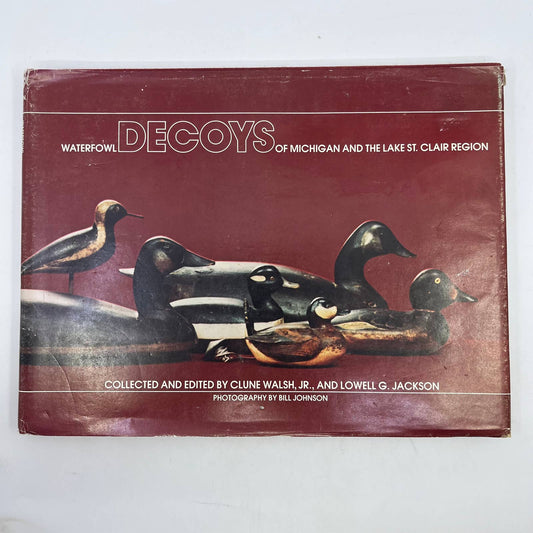 WATERFOWL DECOYS OF MICHIGAN AND THE LAKE ST. CLAIR REGION
COLLECTED AND EDITED BY CLUNE WALSH, JR., AND LOWELL G. JACKSON
PHOTOGRAPHY BY BILL JOHNSON